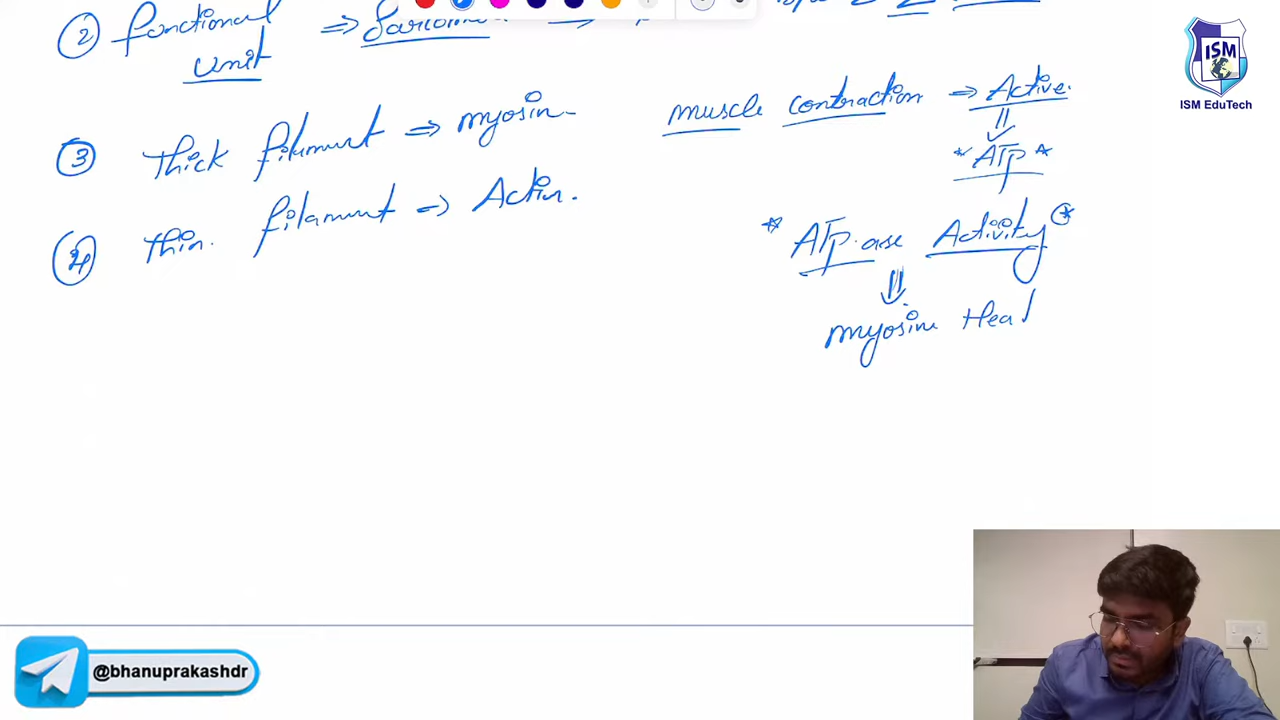 ② functional ⇒ Sarcomere ⇒
unit
③ Thick filament ⇒ myosin
④ Thin. filament ⇒ Actin.
muscle contraction → Active.
⇓
* ATP *
* ATP.ase Activity *
⇓
myosin Head
ISM
ISM EduTech
@bhanuprakashdr